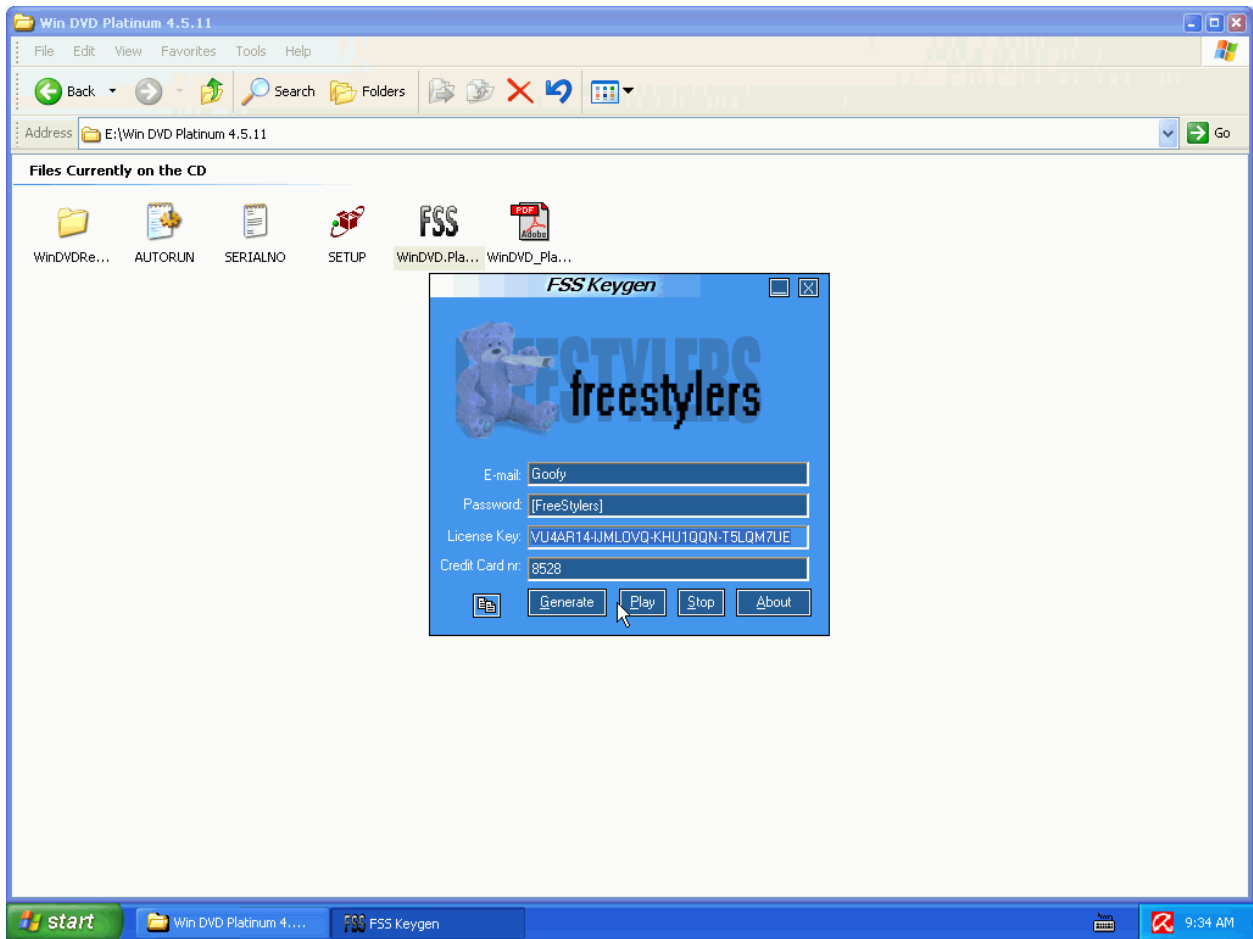 Win DVD Platinum 4.5.11
File Edit View Favorites Tools Help
Back Search Folders
Address E:\Win DVD Platinum 4.5.11 Go
Files Currently on the CD
FSS PDF Adobe
WinDVDRe... AUTORUN SERIALNO SETUP WinDVD.Pla... WinDVD_Pla...
FSS Keygen
FREESTYLERS
freestylers
E-mail: Goofy
Password: [FreeStylers]
License Key: VU4AR14-IJMLOVQ-KHU1QQN-T5LQM7UE
Credit Card nr: 8528
Generate Play Stop About
start Win DVD Platinum 4.... FSS FSS Keygen 9:34 AM